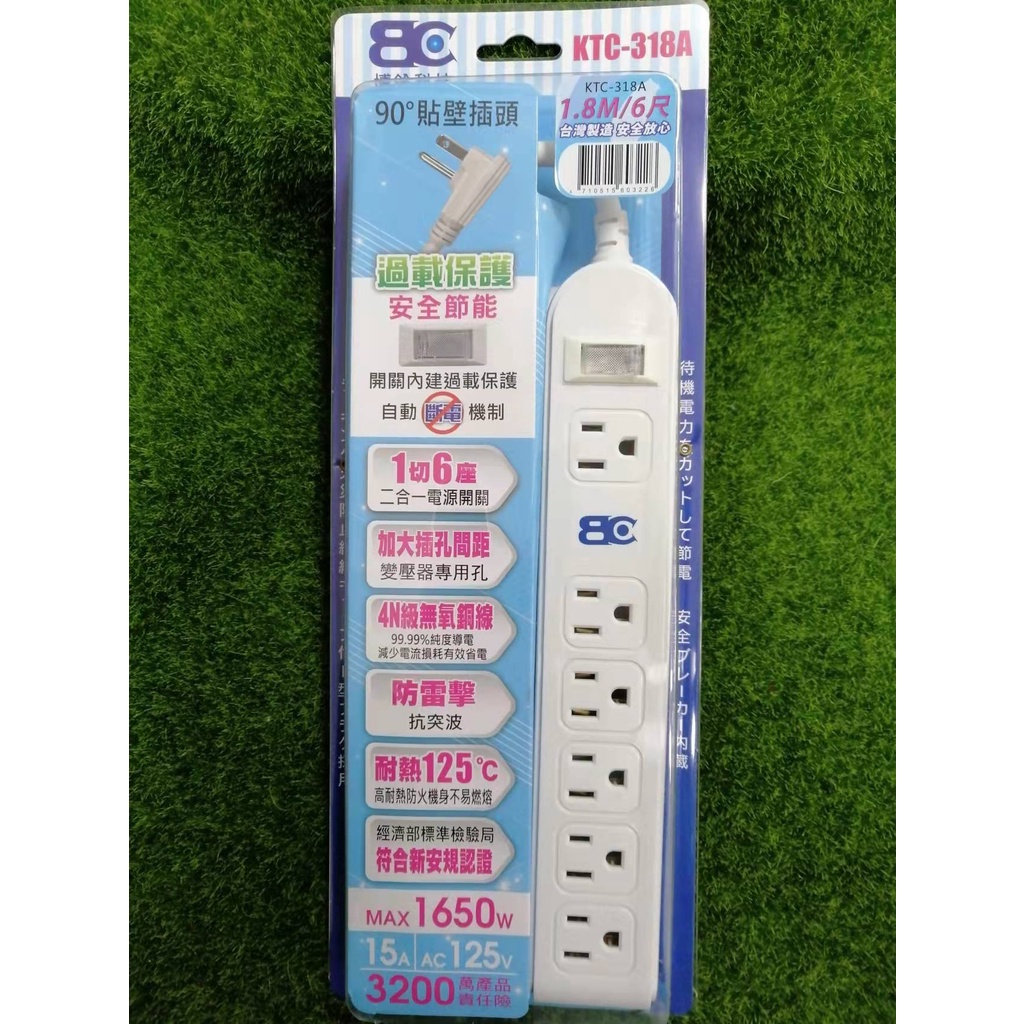 BC
KTC-318A
KTC-318A
1.8M/6尺
台灣製造 安全放心
4 710515 603226
90°貼壁插頭
過載保護
安全節能
開關內建過載保護
自動斷電機制
1切6座
二合一電源開關
加大插孔間距
變壓器專用孔
4N級無氧銅線
99.99%純度導電
減少電流損耗有效省電
防雷擊
抗突波
耐熱125℃
高耐熱防火機身不易燃熔
經濟部標準檢驗局
符合新安規認證
MAX 1650W
15A AC 125V
3200萬產品責任險
BC
待機電力をカットして節電 安全ブレーカー内蔵